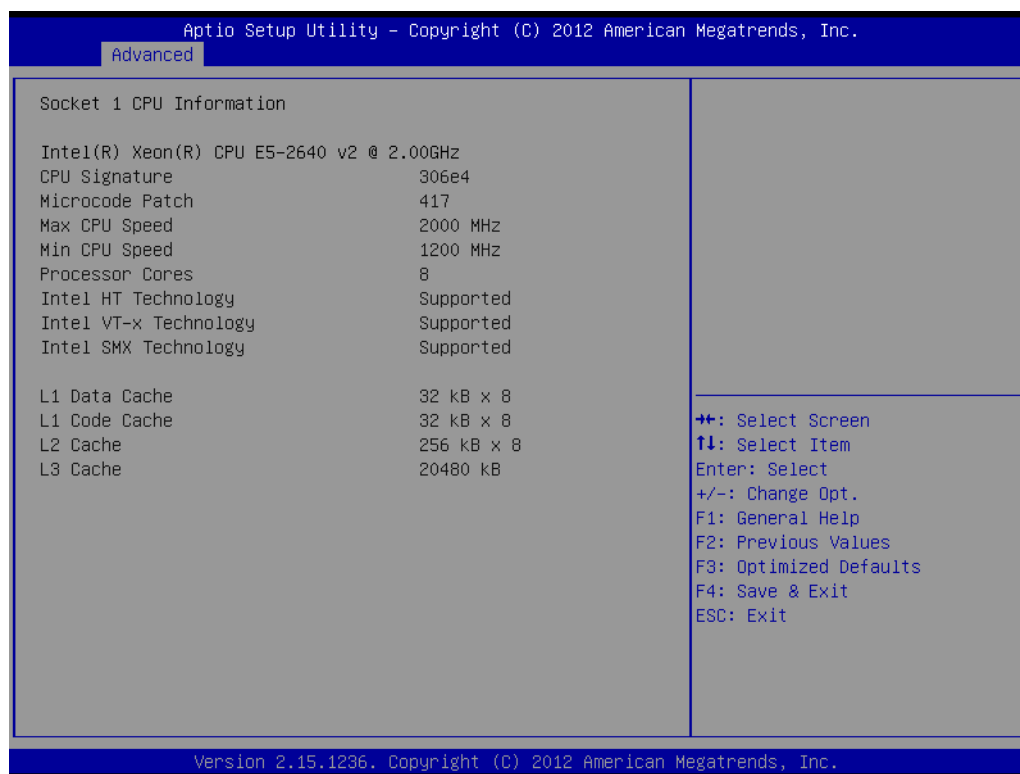 Aptio Setup Utility – Copyright (C) 2012 American Megatrends, Inc.
Advanced
Socket 1 CPU Information
Intel(R) Xeon(R) CPU E5-2640 v2 @ 2.00GHz
CPU Signature 306e4
Microcode Patch 417
Max CPU Speed 2000 MHz
Min CPU Speed 1200 MHz
Processor Cores 8
Intel HT Technology Supported
Intel VT-x Technology Supported
Intel SMX Technology Supported
L1 Data Cache 32 kB x 8
L1 Code Cache 32 kB x 8
L2 Cache 256 kB x 8
L3 Cache 20480 kB
→←: Select Screen
↑↓: Select Item
Enter: Select
+/-: Change Opt.
F1: General Help
F2: Previous Values
F3: Optimized Defaults
F4: Save & Exit
ESC: Exit
Version 2.15.1236. Copyright (C) 2012 American Megatrends, Inc.